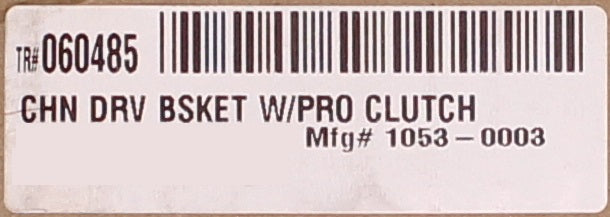 TR# 060485
CHN DRV BSKET W/PRO CLUTCH
Mfg# 1053-0003